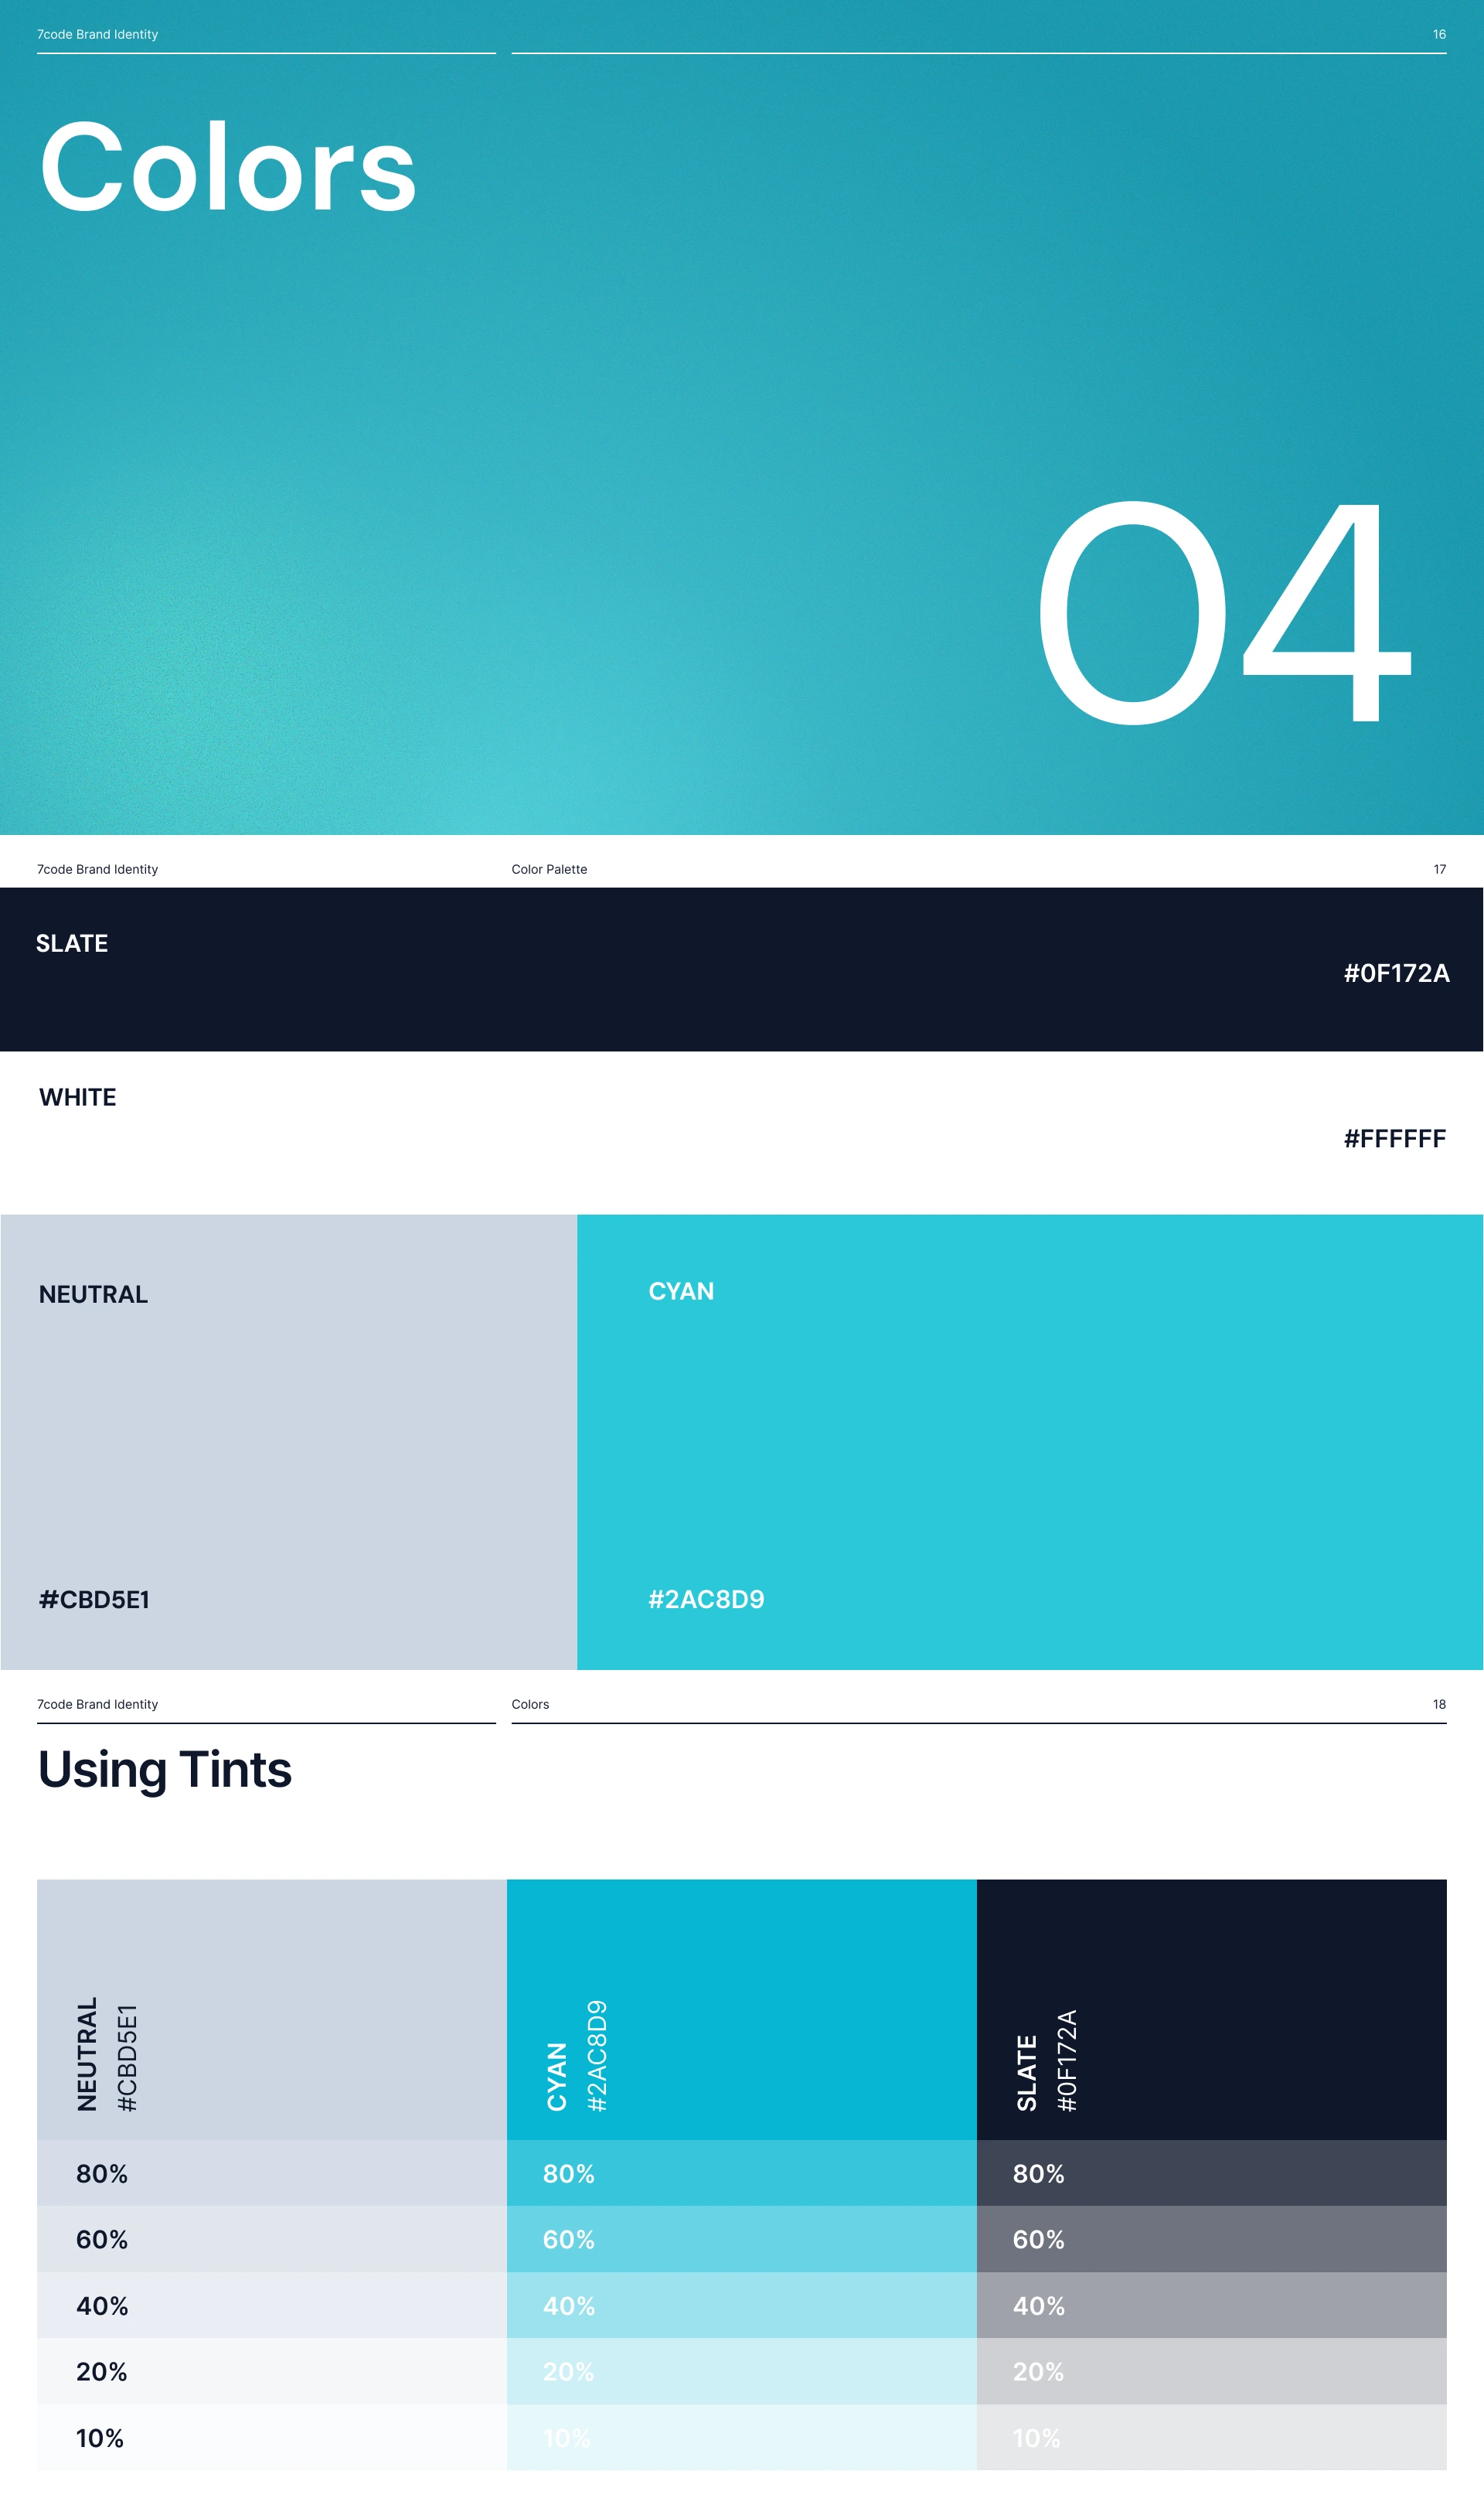 7code Brand Identity
16
Colors
04
7code Brand Identity
Color Palette
17
SLATE
#0F172A
WHITE
#FFFFFF
NEUTRAL
CYAN
#CBD5E1
#2AC8D9
7code Brand Identity
Colors
18
Using Tints
NEUTRAL
#CBD5E1
CYAN
#2AC8D9
SLATE
#0F172A
80%
80%
80%
60%
60%
60%
40%
40%
40%
20%
20%
20%
10%
10%
10%